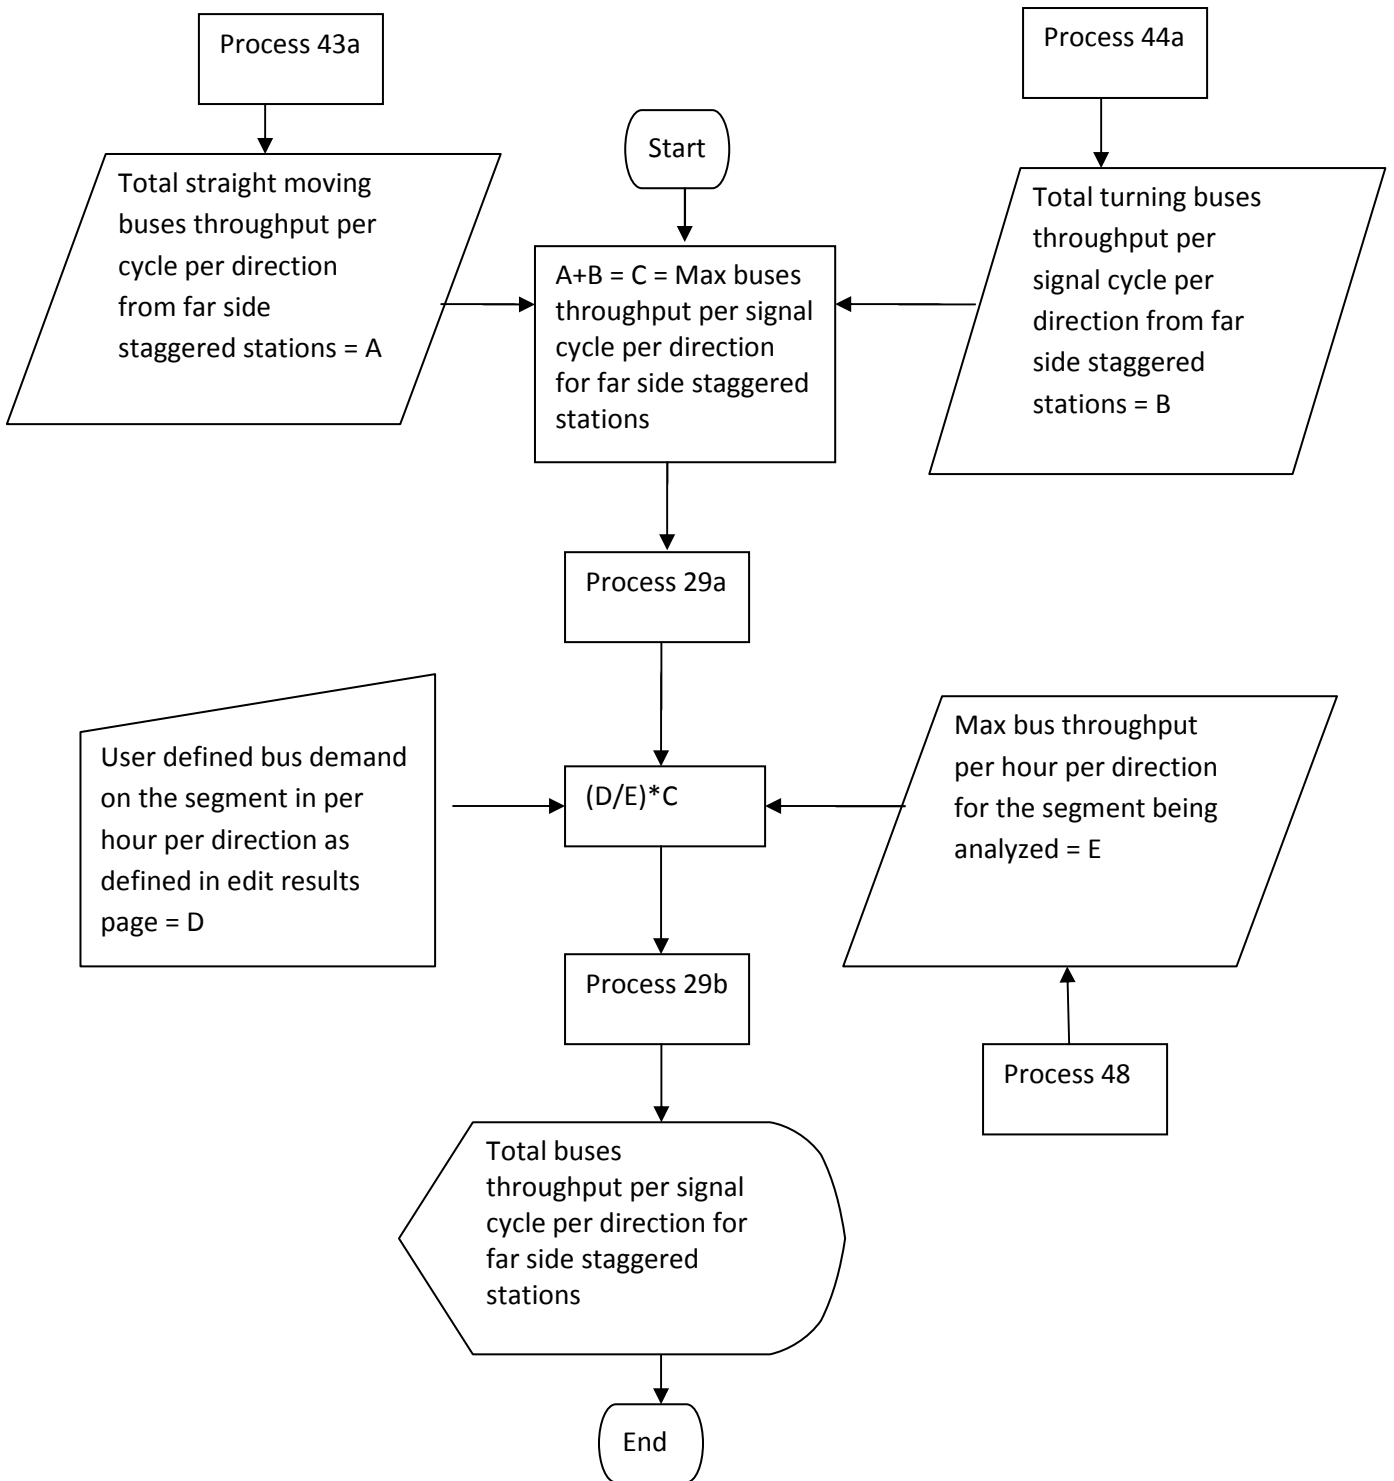 Process 43a
Process 44a
Start
Total straight moving
buses throughput per
cycle per direction
from far side
staggered stations = A
A+B = C = Max buses
throughput per signal
cycle per direction
for far side staggered
stations
Total turning buses
throughput per
signal cycle per
direction from far
side staggered
stations = B
Process 29a
User defined bus demand
on the segment in per
hour per direction as
defined in edit results
page = D
(D/E)*C
Max bus throughput
per hour per direction
for the segment being
analyzed = E
Process 29b
Process 48
Total buses
throughput per signal
cycle per direction for
far side staggered
stations
End